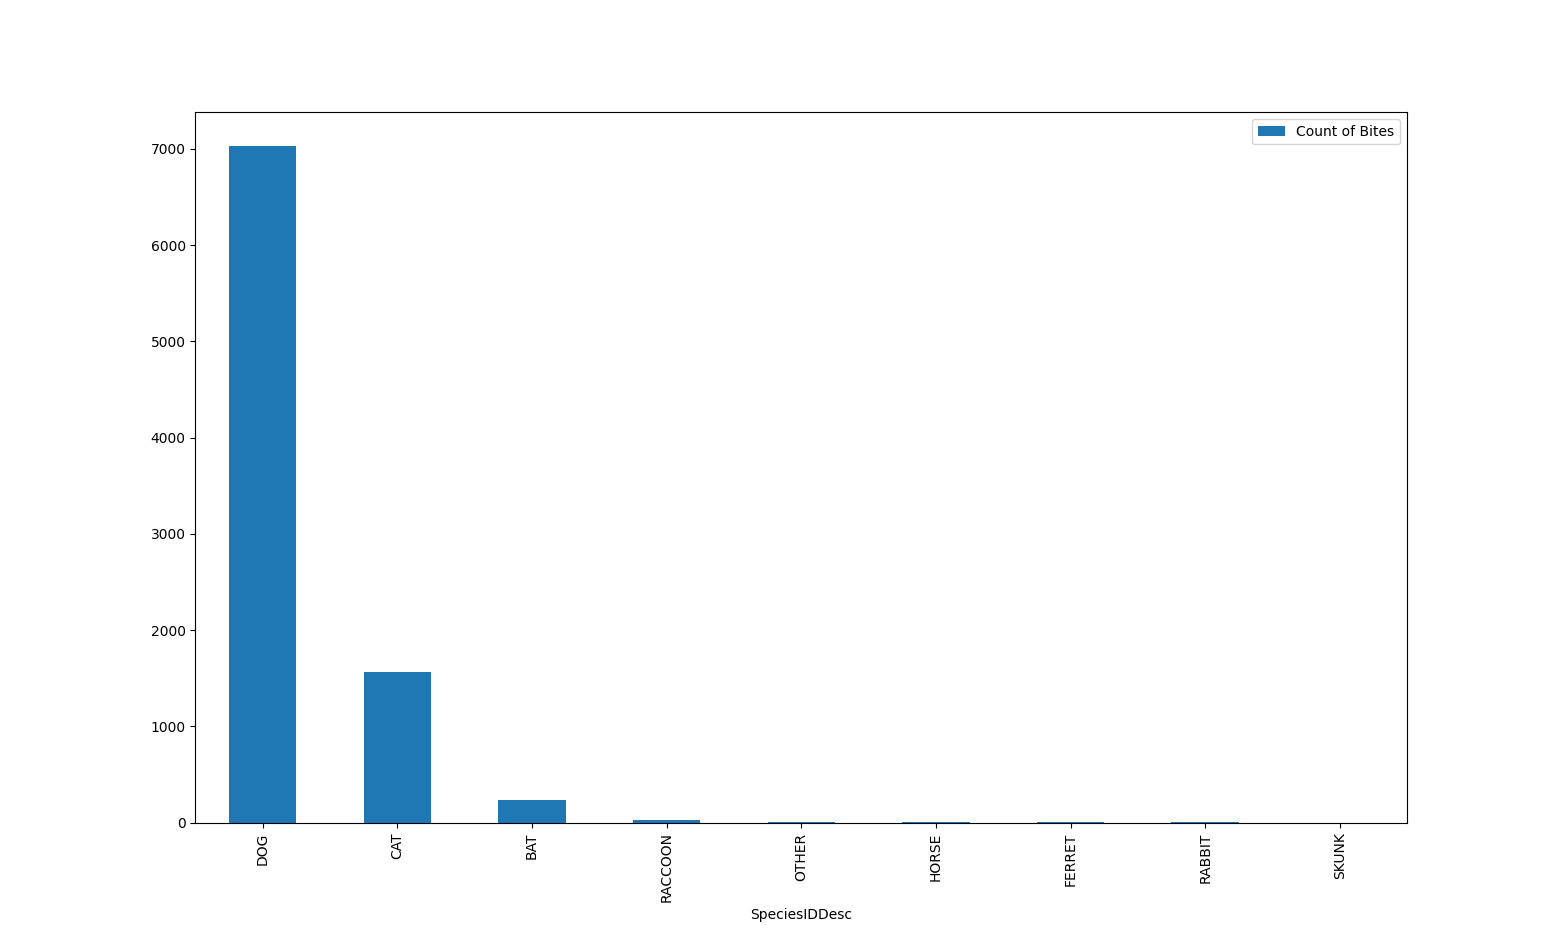 Count of Bites
7000
6000
5000
4000
3000
2000
1000
0
DOG
CAT
BAT
RACCOON
OTHER
HORSE
FERRET
RABBIT
SKUNK
SpeciesIDDesc